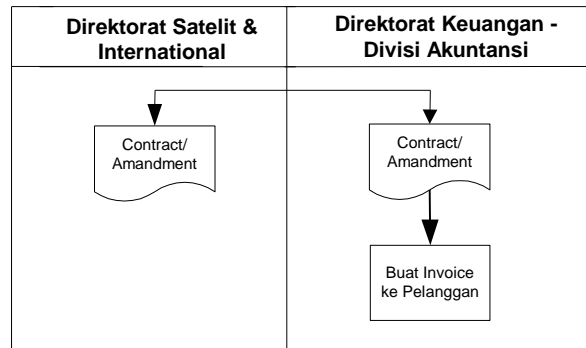 Direktorat Satelit &
International
Direktorat Keuangan -
Divisi Akuntansi
Contract/
Amandment
Contract/
Amandment
Buat Invoice
ke Pelanggan